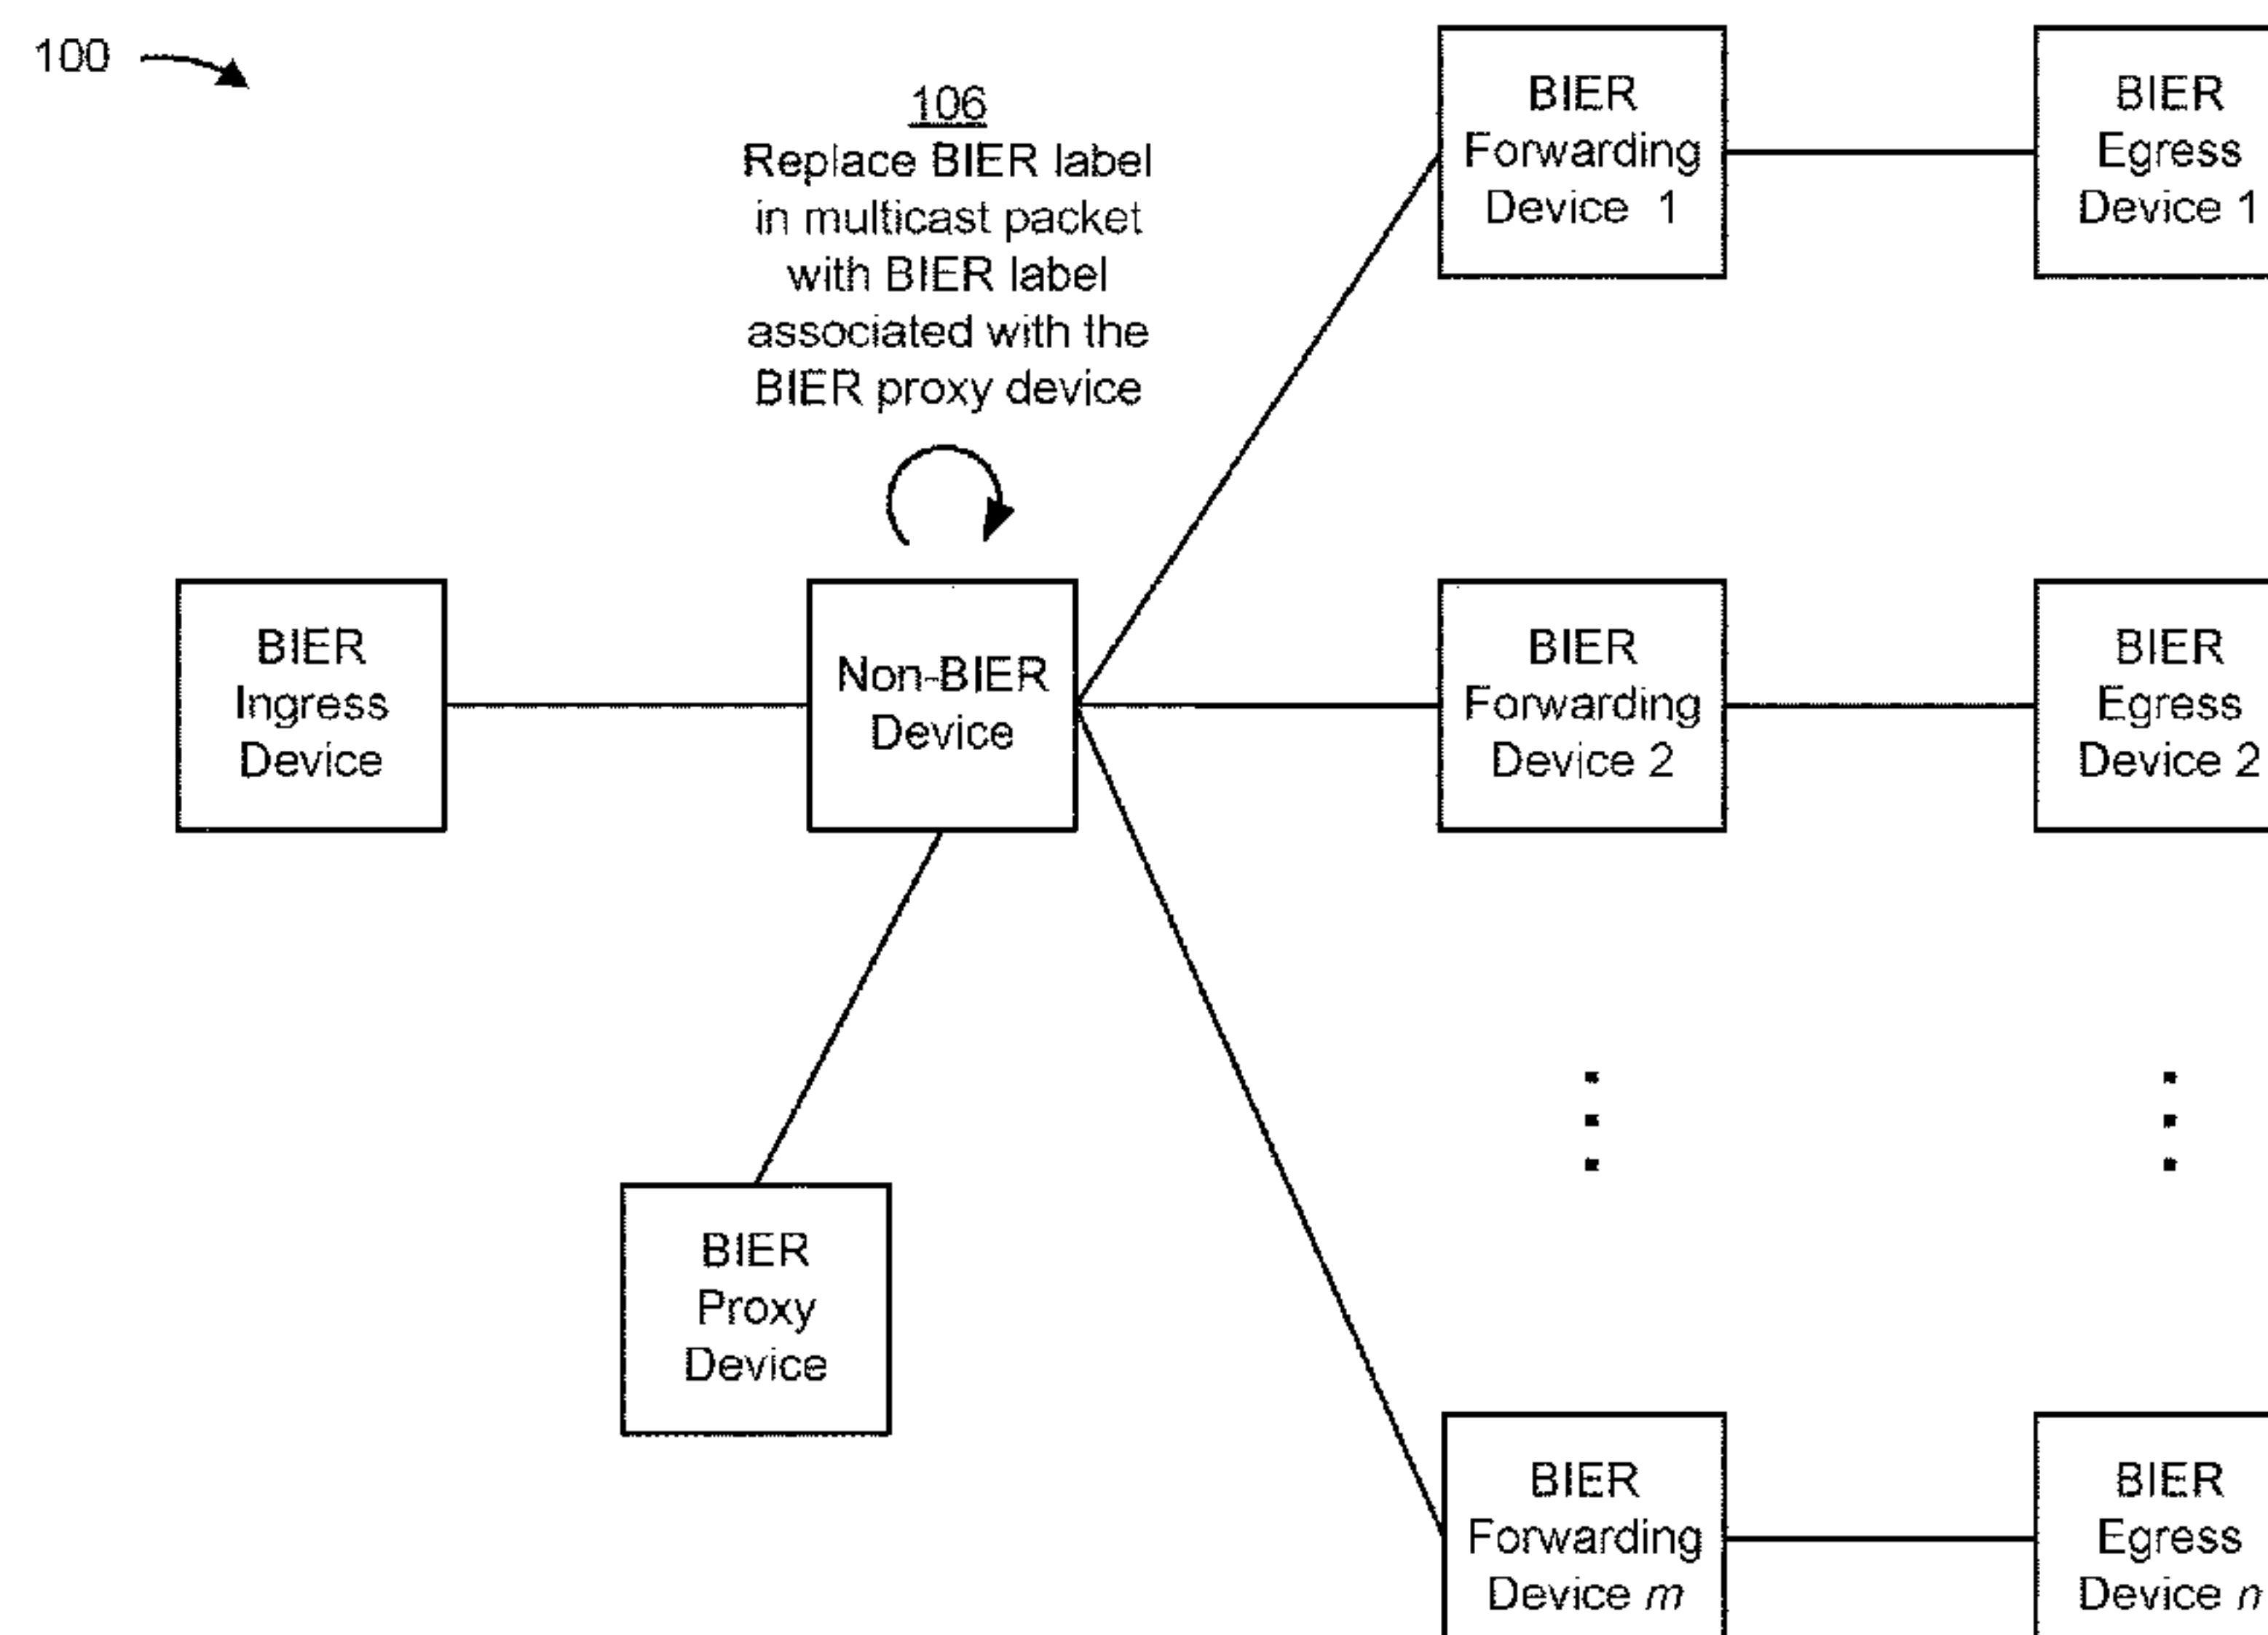 100
106
Replace BIER label
in multicast packet
with BIER label
associated with the
BIER proxy device
BIER
Forwarding
Device 1
BIER
Egress
Device 1
BIER
Ingress
Device
Non-BIER
Device
BIER
Forwarding
Device 2
BIER
Egress
Device 2
BIER
Proxy
Device
BIER
Forwarding
Device m
BIER
Egress
Device n